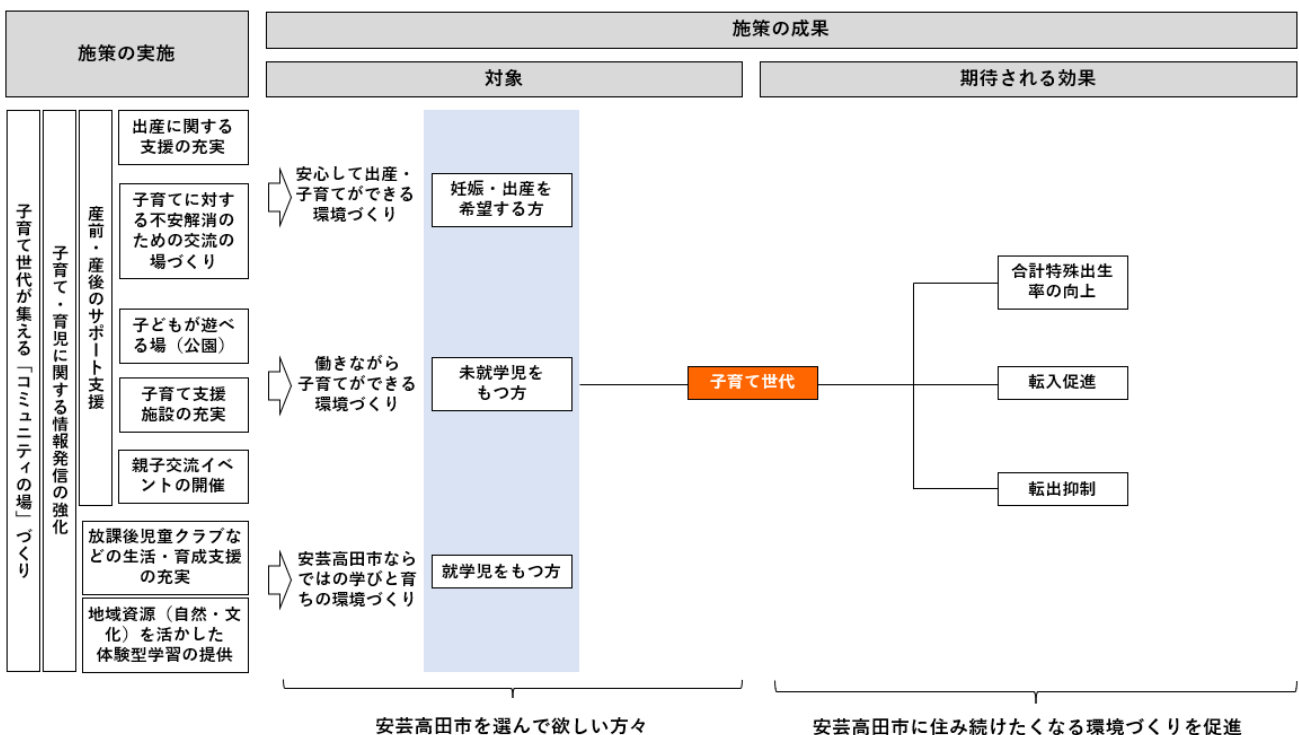 施策の実施
施策の成果
対象
期待される効果
子育て世代が集える「コミュニティの場」づくり
子育て・育児に関する情報発信の強化
産前・産後のサポート支援
出産に関する
支援の充実
子育てに対す
る不安解消の
ための交流の
場づくり
子どもが遊べ
る場（公園）
子育て支援
施設の充実
親子交流イベ
ントの開催
放課後児童クラブな
どの生活・育成支援
の充実
地域資源（自然・文
化）を活かした
体験型学習の提供
安心して出産・
子育てができる
環境づくり
働きながら
子育てができる
環境づくり
安芸高田市なら
ではの学びと育
ちの環境づくり
妊娠・出産を
希望する方
未就学児を
もつ方
就学児をもつ方
子育て世代
合計特殊出生
率の向上
転入促進
転出抑制
安芸高田市を選んで欲しい方々
安芸高田市に住み続けたくなる環境づくりを促進